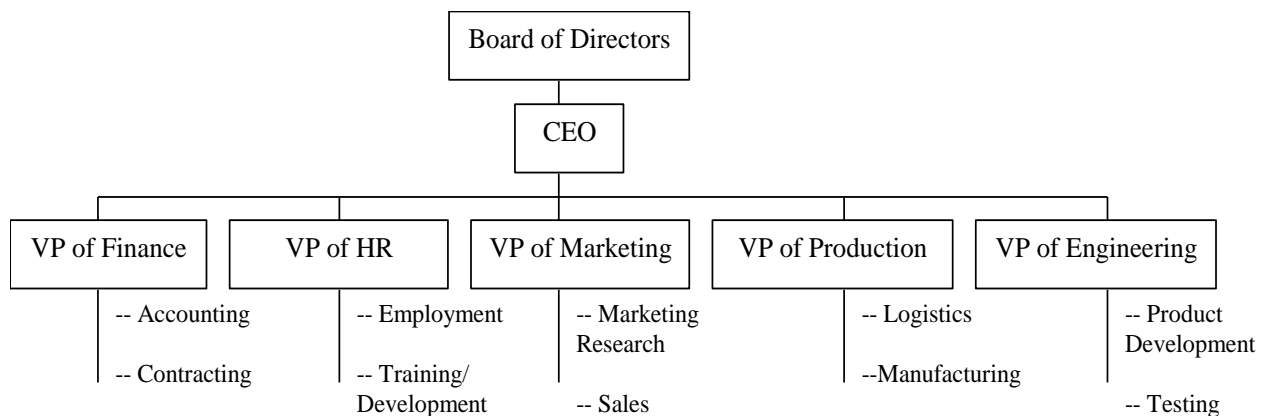 Board of Directors
CEO
VP of Finance
VP of HR
VP of Marketing
VP of Production
VP of Engineering
-- Accounting
-- Contracting
-- Employment
-- Training/
Development
-- Marketing
Research
-- Sales
-- Logistics
--Manufacturing
-- Product
Development
-- Testing